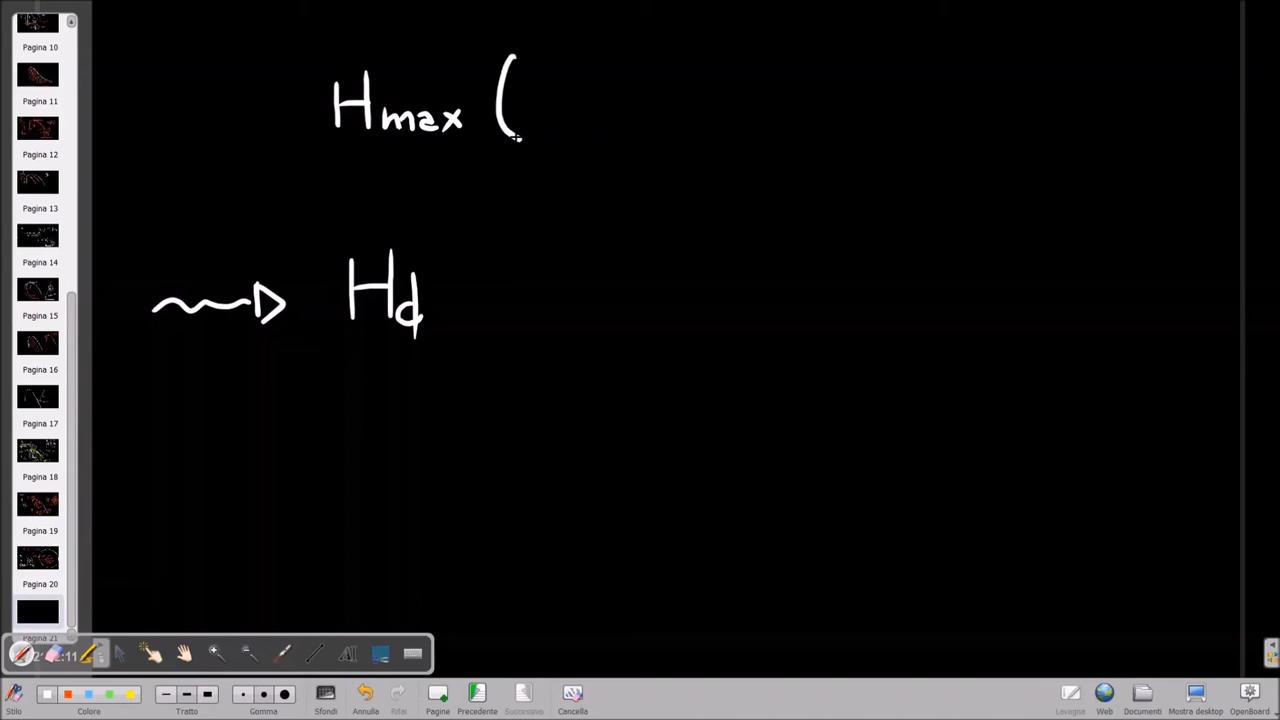 Pagina 10
Pagina 11
Pagina 12
Pagina 13
Pagina 14
Pagina 15
Pagina 16
Pagina 17
Pagina 18
Pagina 19
Pagina 20
Pagina 21
Hmax (
Hd
Stilo
Colore
Tratto
Gomma
Sfondi
Annulla
Rifai
Pagine
Precedente
Successivo
Cancella
Lavagna
Web
Documenti
Mostra desktop
OpenBoard